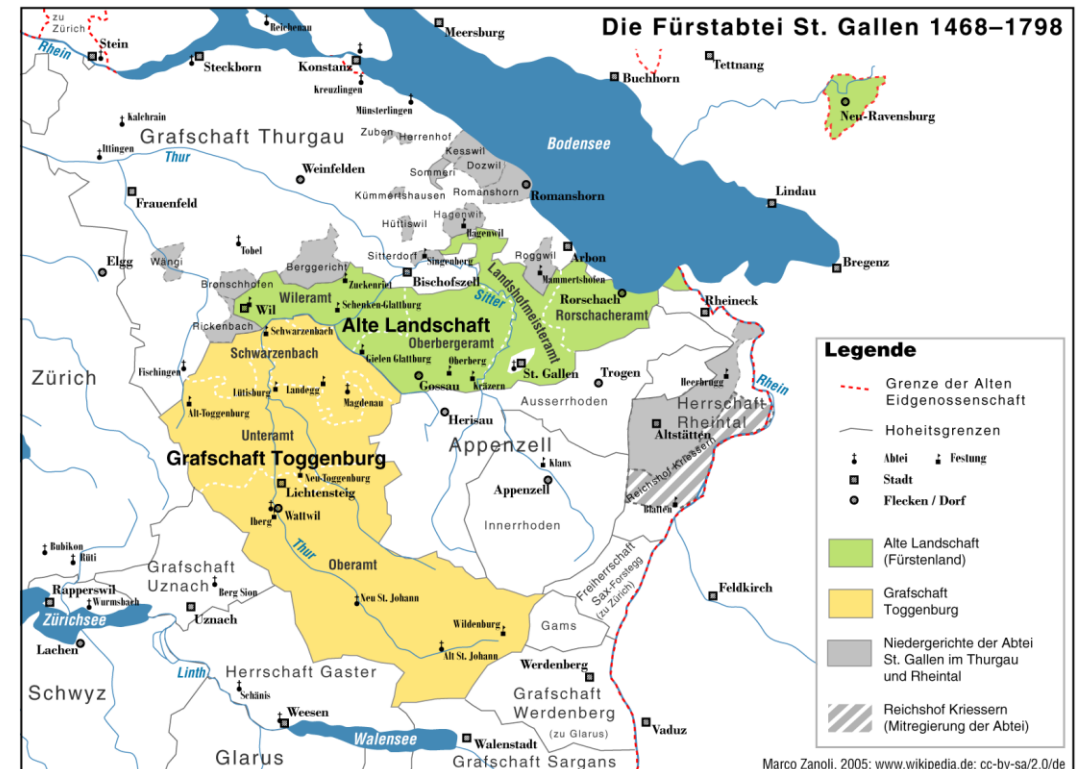 Die Fürstabtei St. Gallen 1468–1798
zu
Zürich
Rhein
Stein
Steckborn
Reichenau
Konstanz
Kreuzlingen
Münsterlingen
Meersburg
Buchhorn
Tettnang
Neu-Ravensburg
Bodensee
Lindau
Bregenz
Kalchrain
Ittingen
Grafschaft Thurgau
Thur
Weinfelden
Frauenfeld
Zuben
Herrenhof
Kesswil
Dozwil
Sommeri
Romanshorn
Romanshorn
Kümmertshausen
Hüttiswil
Hagenwil
Hagenwil
Sitterdorf
Singenberg
Roggwil
Mammertshofen
Arbon
Elgg
Wängi
Tobel
Berggericht
Bronschhofen
Zuckenriel
Bischofszell
Sitter
Landshofmeisteramt
Rorschach
Rorschacheramt
Rheineck
Wileramt
Wil
Schenken-Glattburg
Rickenbach
Alte Landschaft
Oberbergeramt
Schwarzenbach
Schwarzenbach
Gielen Glattburg
Oberberg
Gossau
Kräzern
St. Gallen
Trogen
Ausserrhoden
Zürich
Fischingen
Lütisburg
Landegg
Magdenau
Alt-Toggenburg
Herisau
Appenzell
Unteramt
Grafschaft Toggenburg
Neu-Toggenburg
Lichtensteig
Iberg
Wattwil
Klanx
Appenzell
Innerrhoden
Heerbrugg
Rhein
Herrschaft
Rheintal
Altstätten
Reichshof Kriessern
Blatten
Thur
Oberamt
Neu St. Johann
Wildenburg
Alt St. Johann
Freiherrschaft
Sax-Forstegg
(zu Zürich)
Gams
Feldkirch
Bubikon
Rüti
Rapperswil
Wurmsbach
Zürichsee
Lachen
Grafschaft
Uznach
Berg Sion
Uznach
Linth
Herrschaft Gaster
Schänis
Schwyz
Weesen
Walensee
Glarus
Walenstadt
Grafschaft Sargans
Werdenberg
Grafschaft
Werdenberg
(zu Glarus)
Vaduz
Legende
Grenze der Alten
Eidgenossenschaft
Hoheitsgrenzen
Abtei
Festung
Stadt
Flecken / Dorf
Alte Landschaft
(Fürstenland)
Grafschaft
Toggenburg
Niedergerichte der Abtei
St. Gallen im Thurgau
und Rheintal
Reichshof Kriessern
(Mitregierung der Abtei)
Marco Zanoli, 2005; www.wikipedia.de; cc-by-sa/2.0/de